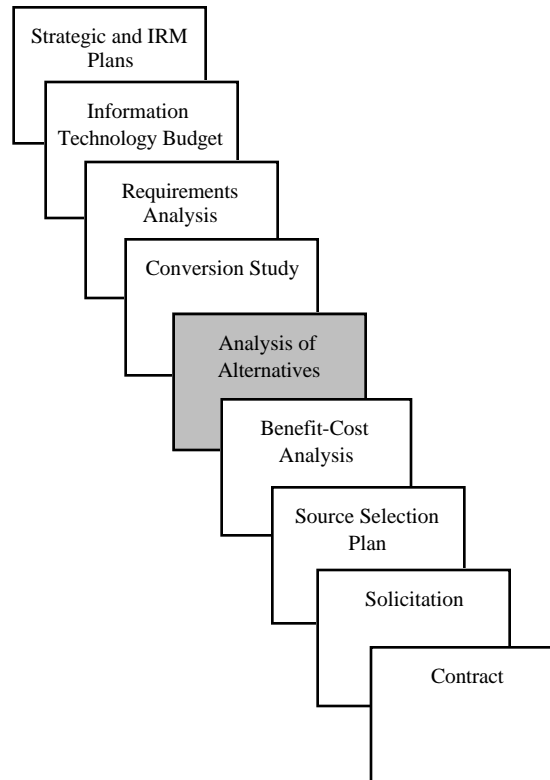 Strategic and IRM
Plans
Information
Technology Budget
Requirements
Analysis
Conversion Study
Analysis of
Alternatives
Benefit-Cost
Analysis
Source Selection
Plan
Solicitation
Contract